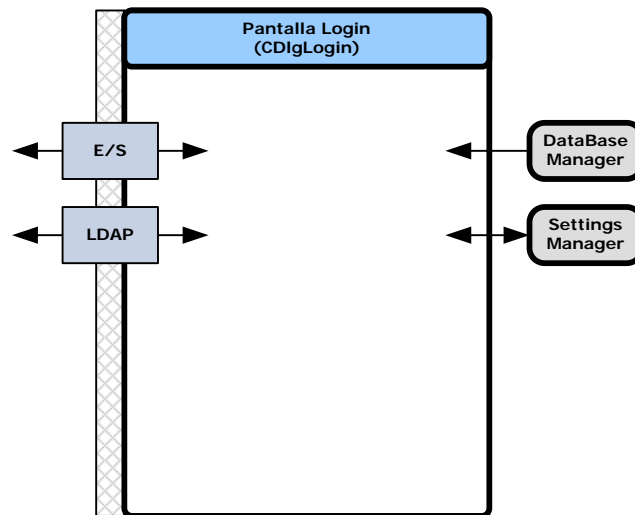 Pantalla Login
(CDlgLogin)
E/S
DataBase
Manager
LDAP
Settings
Manager